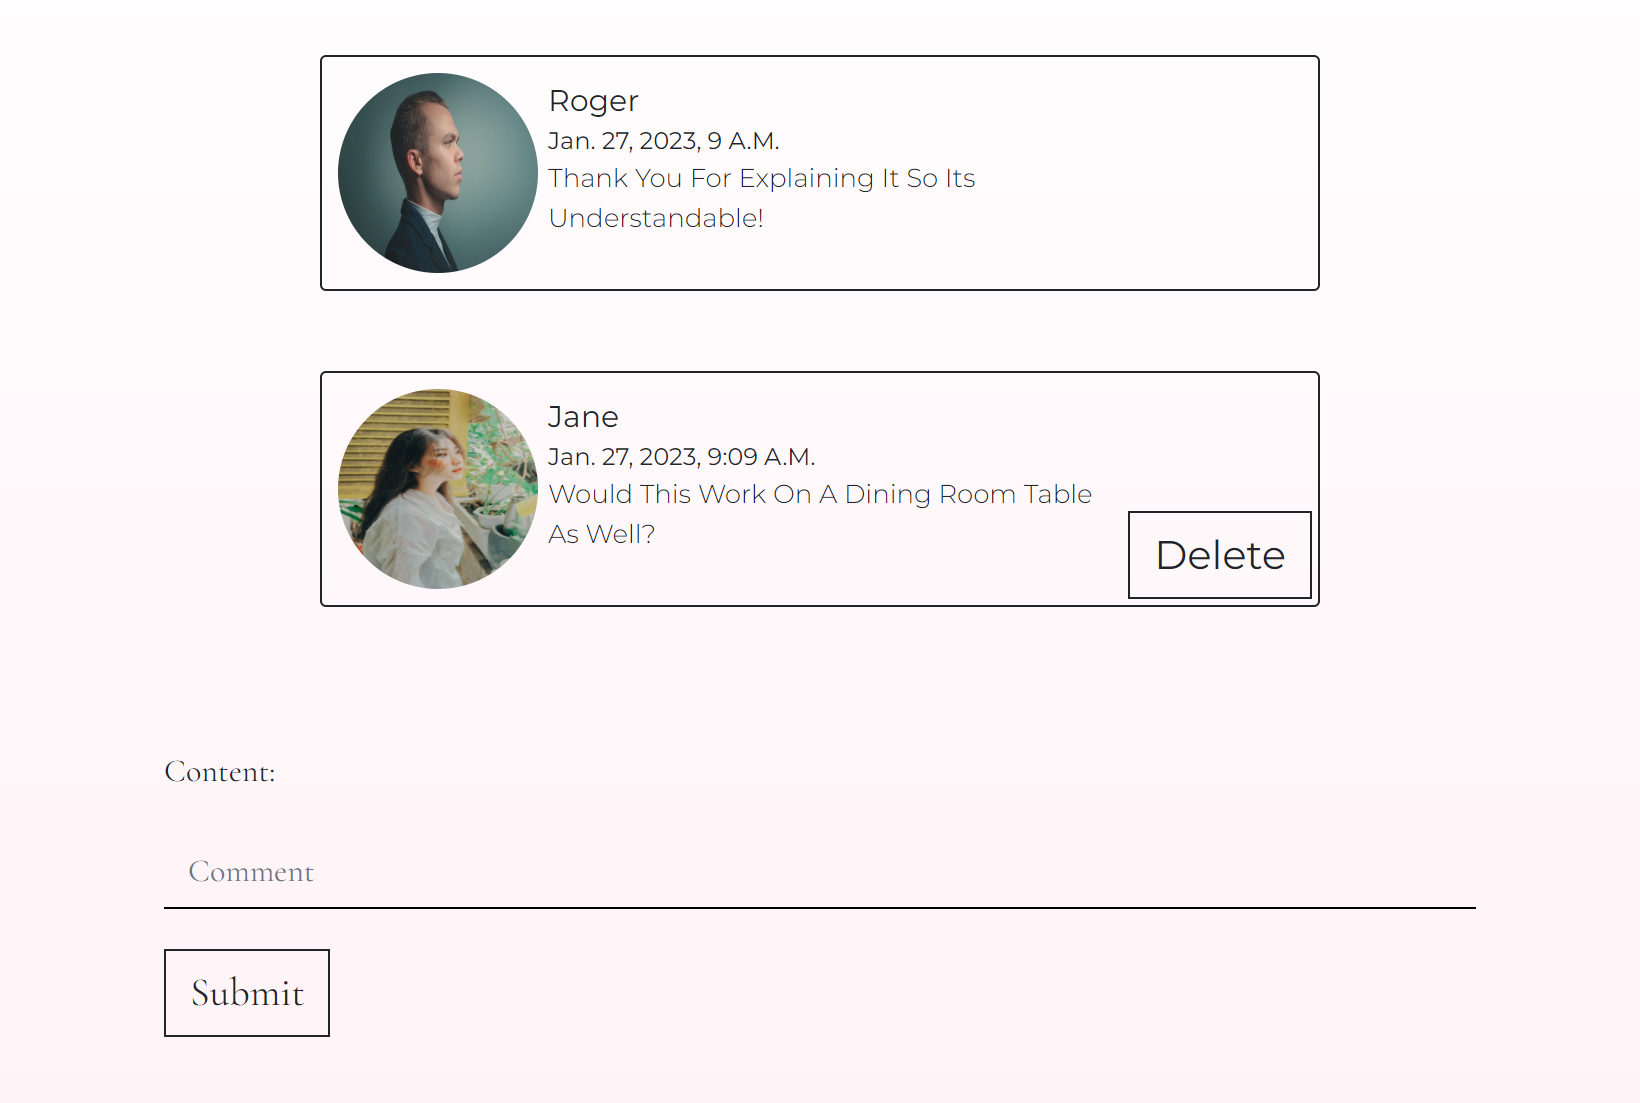 Roger
Jan. 27, 2023, 9 A.M.
Thank You For Explaining It So Its
Understandable!
Jane
Jan. 27, 2023, 9:09 A.M.
Would This Work On A Dining Room Table
As Well?
Delete
Content:
Comment
Submit